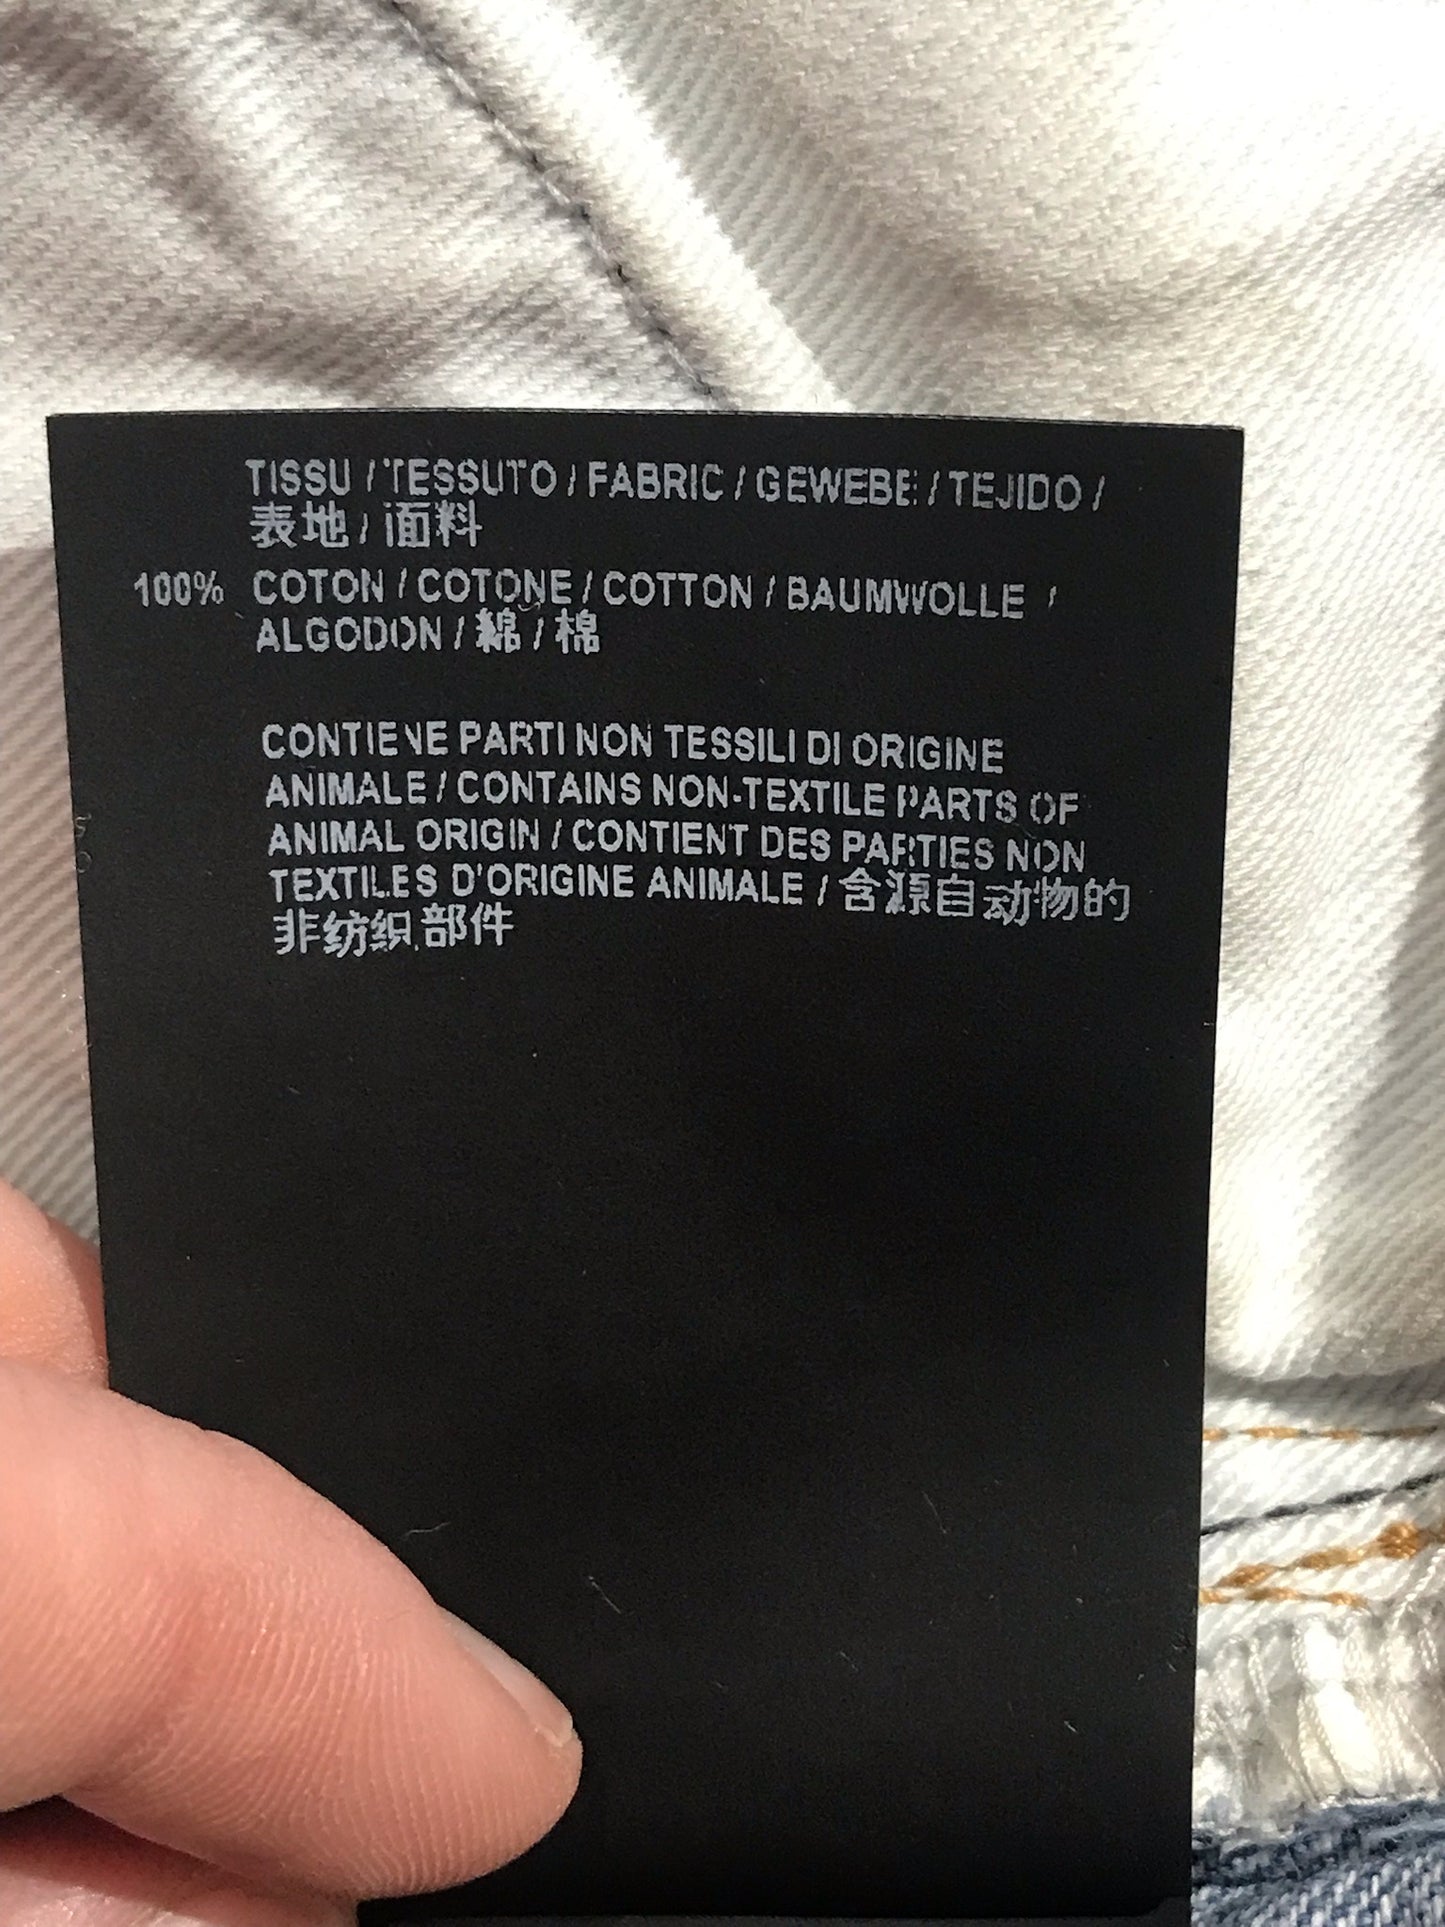 TISSU / TESSUTO / FABRIC / GEWEBE / TEJIDO /
表地 / 面料
100% COTON / COTONE / COTTON / BAUMWOLLE /
ALGODON / 綿 / 棉
CONTIENE PARTI NON TESSILI DI ORIGINE
ANIMALE / CONTAINS NON-TEXTILE PARTS OF
ANIMAL ORIGIN / CONTIENT DES PARTIES NON
TEXTILES D'ORIGINE ANIMALE / 含源自动物的
非纺织部件